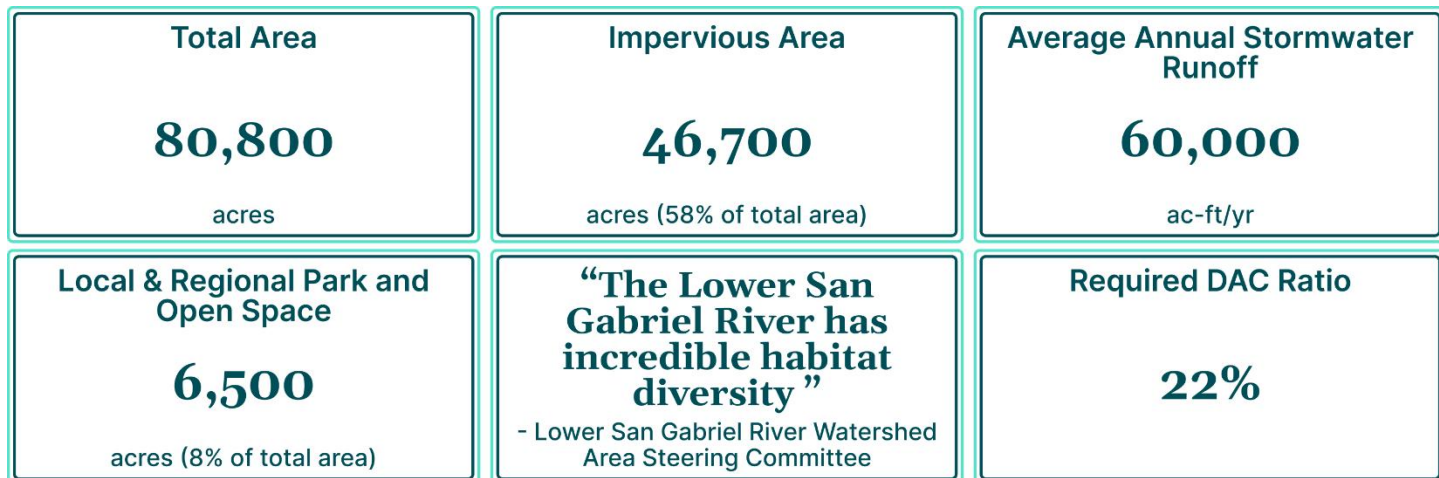 Total Area
80,800
acres
Impervious Area
46,700
acres (58% of total area)
Average Annual Stormwater
Runoff
60,000
ac-ft/yr
Local & Regional Park and
Open Space
6,500
acres (8% of total area)
“The Lower San
Gabriel River has
incredible habitat
diversity ”
- Lower San Gabriel River Watershed
Area Steering Committee
Required DAC Ratio
22%